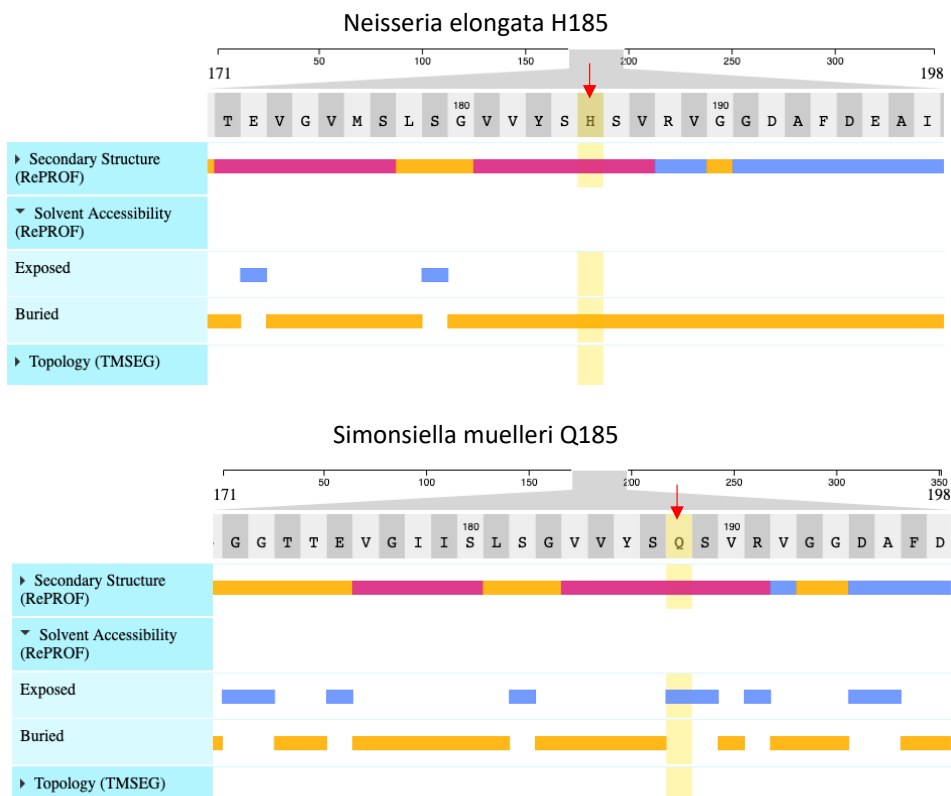 Neisseria elongata H185
50 100 150 200 250 300
171 198
180 190
T E V G V M S L S G V V Y S H S V R V G G D A F D E A I
Secondary Structure
(RePROF)
Solvent Accessibility
(RePROF)
Exposed
Buried
Topology (TMSEG)
Simonsiella muelleri Q185
50 100 150 200 250 300 350
171 198
180 190
G G T T E V G I I S L S G V V Y S Q S V R V G G D A F D
Secondary Structure
(RePROF)
Solvent Accessibility
(RePROF)
Exposed
Buried
Topology (TMSEG)